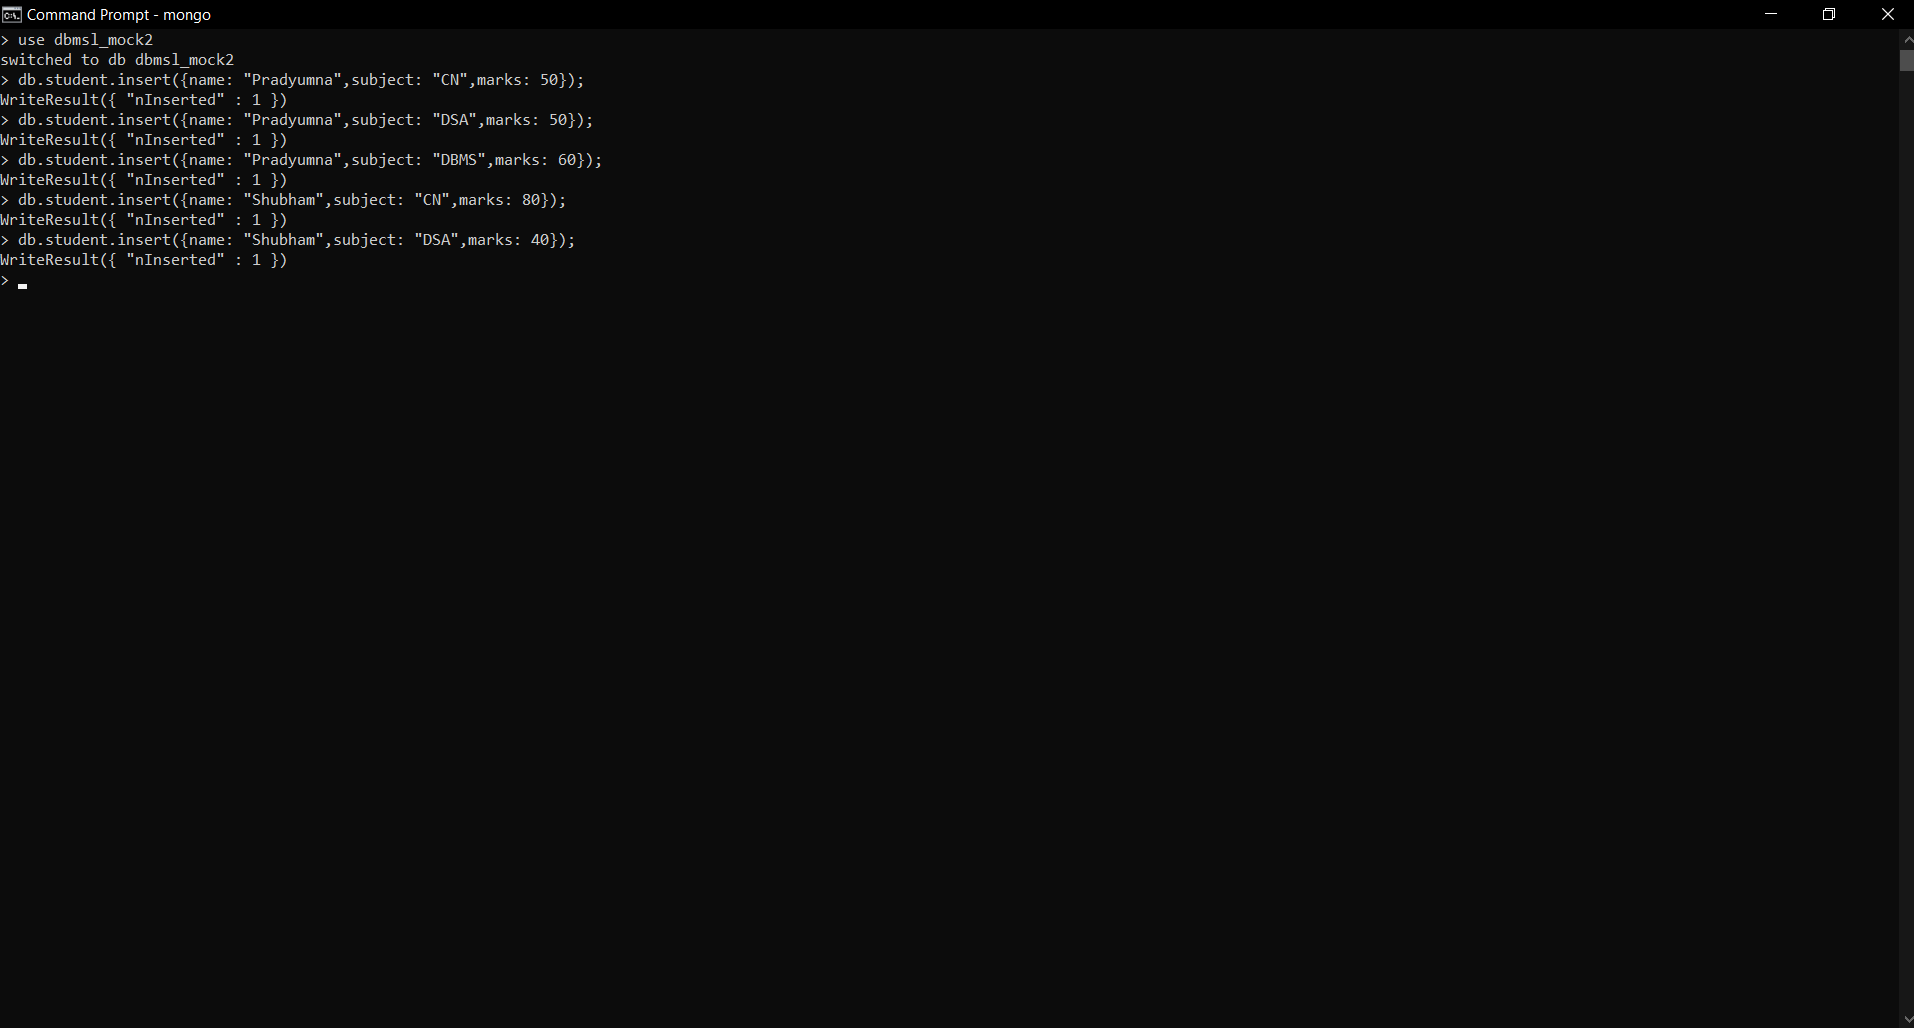 Command Prompt - mongo
> use dbmsl_mock2
switched to db dbmsl_mock2
> db.student.insert({name: "Pradyumna",subject: "CN",marks: 50});
WriteResult({ "nInserted" : 1 })
> db.student.insert({name: "Pradyumna",subject: "DSA",marks: 50});
WriteResult({ "nInserted" : 1 })
> db.student.insert({name: "Pradyumna",subject: "DBMS",marks: 60});
WriteResult({ "nInserted" : 1 })
> db.student.insert({name: "Shubham",subject: "CN",marks: 80});
WriteResult({ "nInserted" : 1 })
> db.student.insert({name: "Shubham",subject: "DSA",marks: 40});
WriteResult({ "nInserted" : 1 })
>